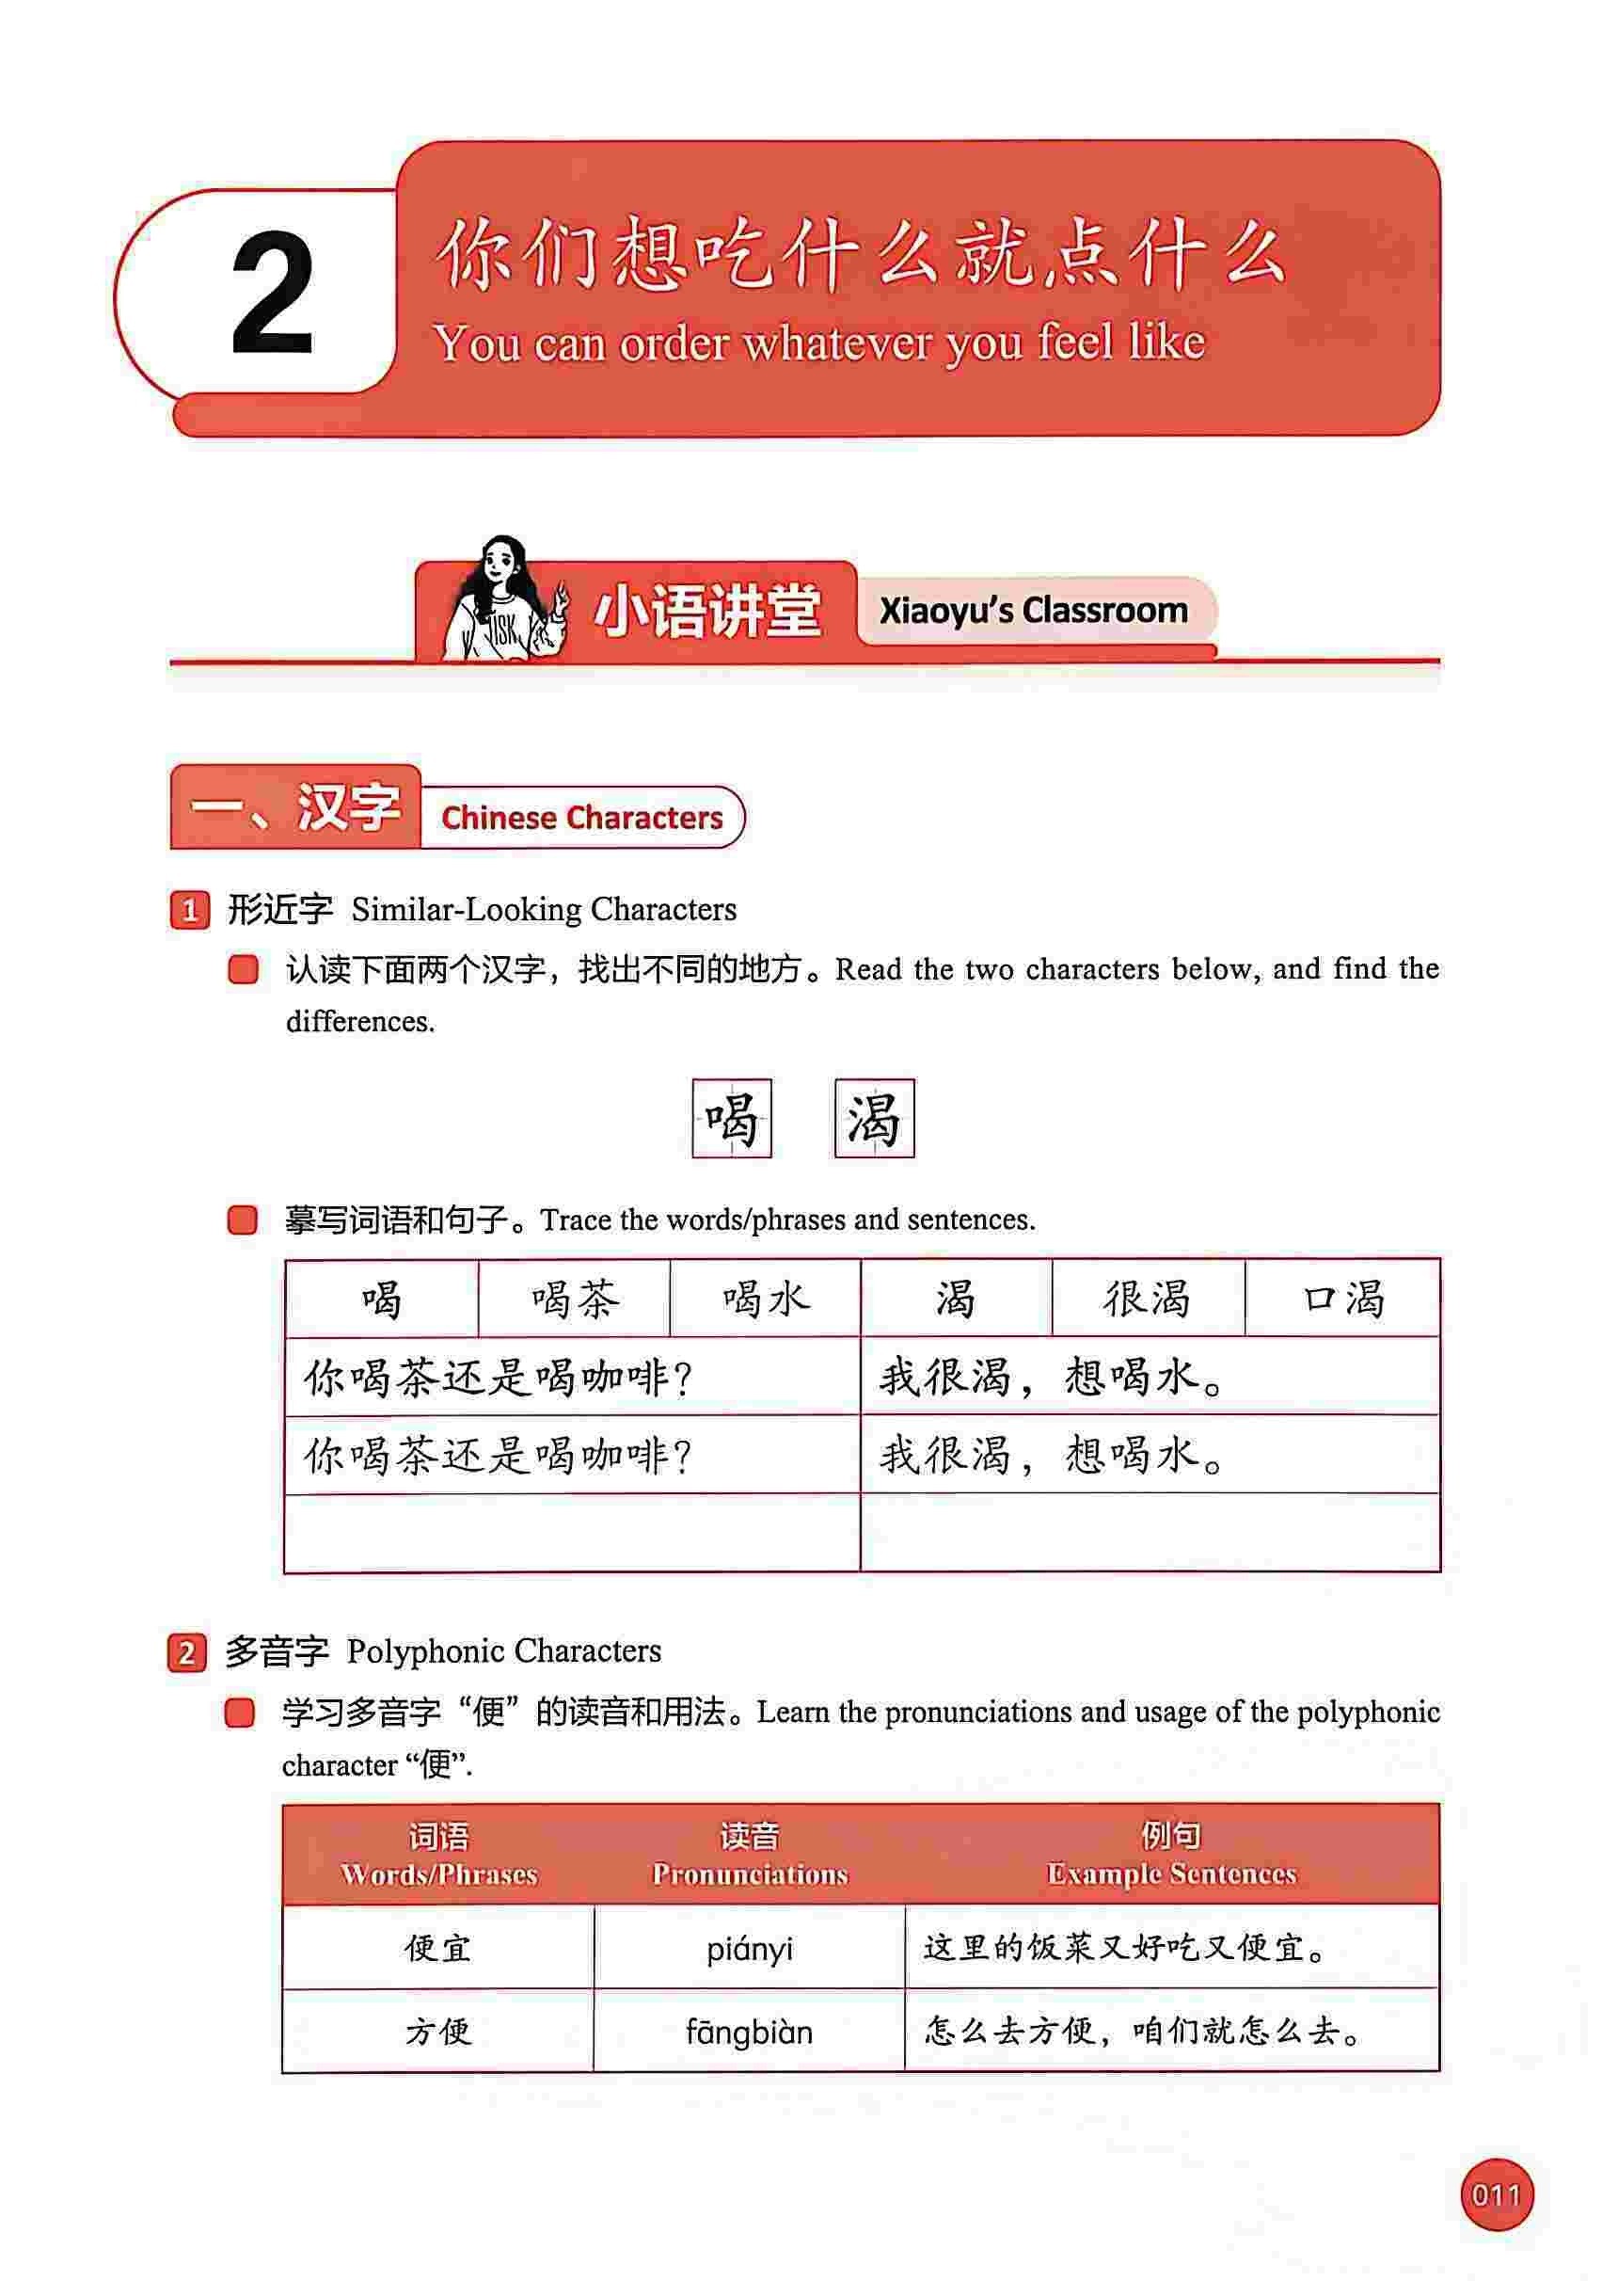 2
你们想吃什么就点什么
You can order whatever you feel like
小语讲堂 Xiaoyu's Classroom
一、汉字 Chinese Characters
1 形近字 Similar-Looking Characters
认读下面两个汉字，找出不同的地方。Read the two characters below, and find the
differences.
喝 渴
摹写词语和句子。Trace the words/phrases and sentences.
喝 喝茶 喝水 渴 很渴 口渴
你喝茶还是喝咖啡？ 我很渴，想喝水。
你喝茶还是喝咖啡？ 我很渴，想喝水。
2 多音字 Polyphonic Characters
学习多音字“便”的读音和用法。Learn the pronunciations and usage of the polyphonic
character “便”.
词语 读音 例句
Words/Phrases Pronunciations Example Sentences
便宜 piányi 这里的饭菜又好吃又便宜。
方便 fāngbiàn 怎么去方便，咱们就怎么去。
011